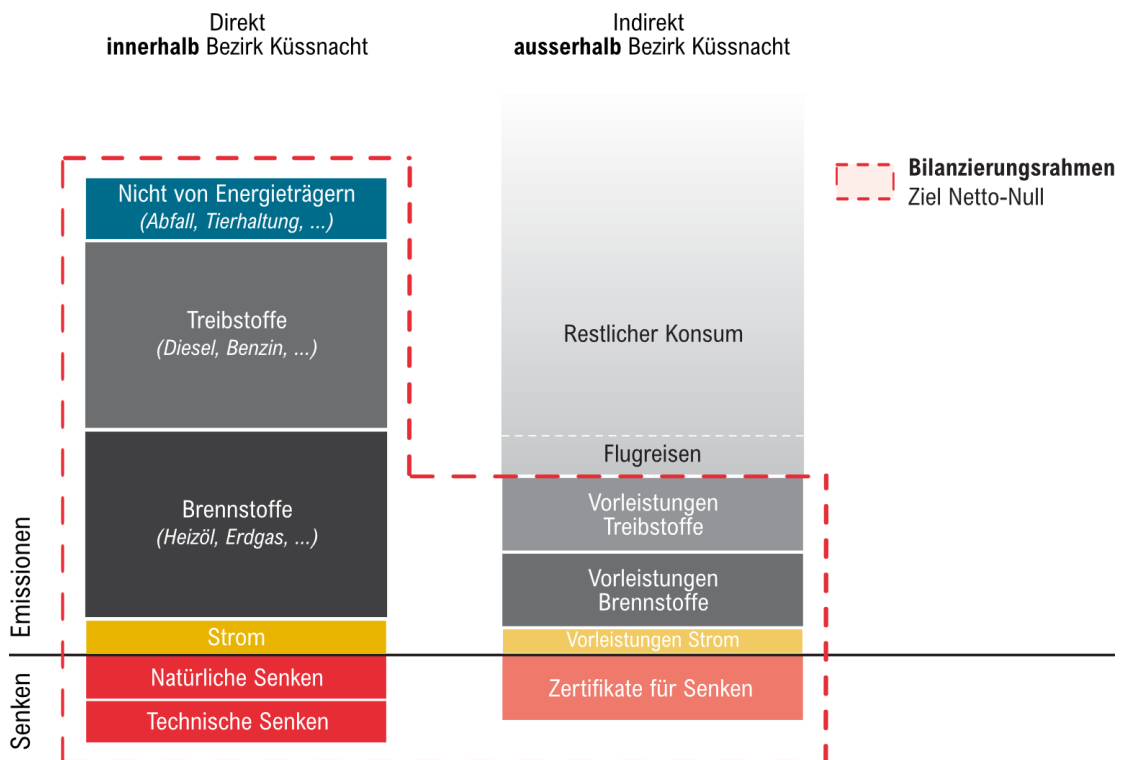 Direkt
innerhalb Bezirk Küssnacht
Indirekt
ausserhalb Bezirk Küssnacht
Bilanzierungsrahmen
Ziel Netto-Null
Nicht von Energieträgern
(Abfall, Tierhaltung, ...)
Treibstoffe
(Diesel, Benzin, ...)
Brennstoffe
(Heizöl, Erdgas, ...)
Strom
Natürliche Senken
Technische Senken
Restlicher Konsum
Flugreisen
Vorleistungen
Treibstoffe
Vorleistungen
Brennstoffe
Vorleistungen Strom
Zertifikate für Senken
Emissionen
Senken